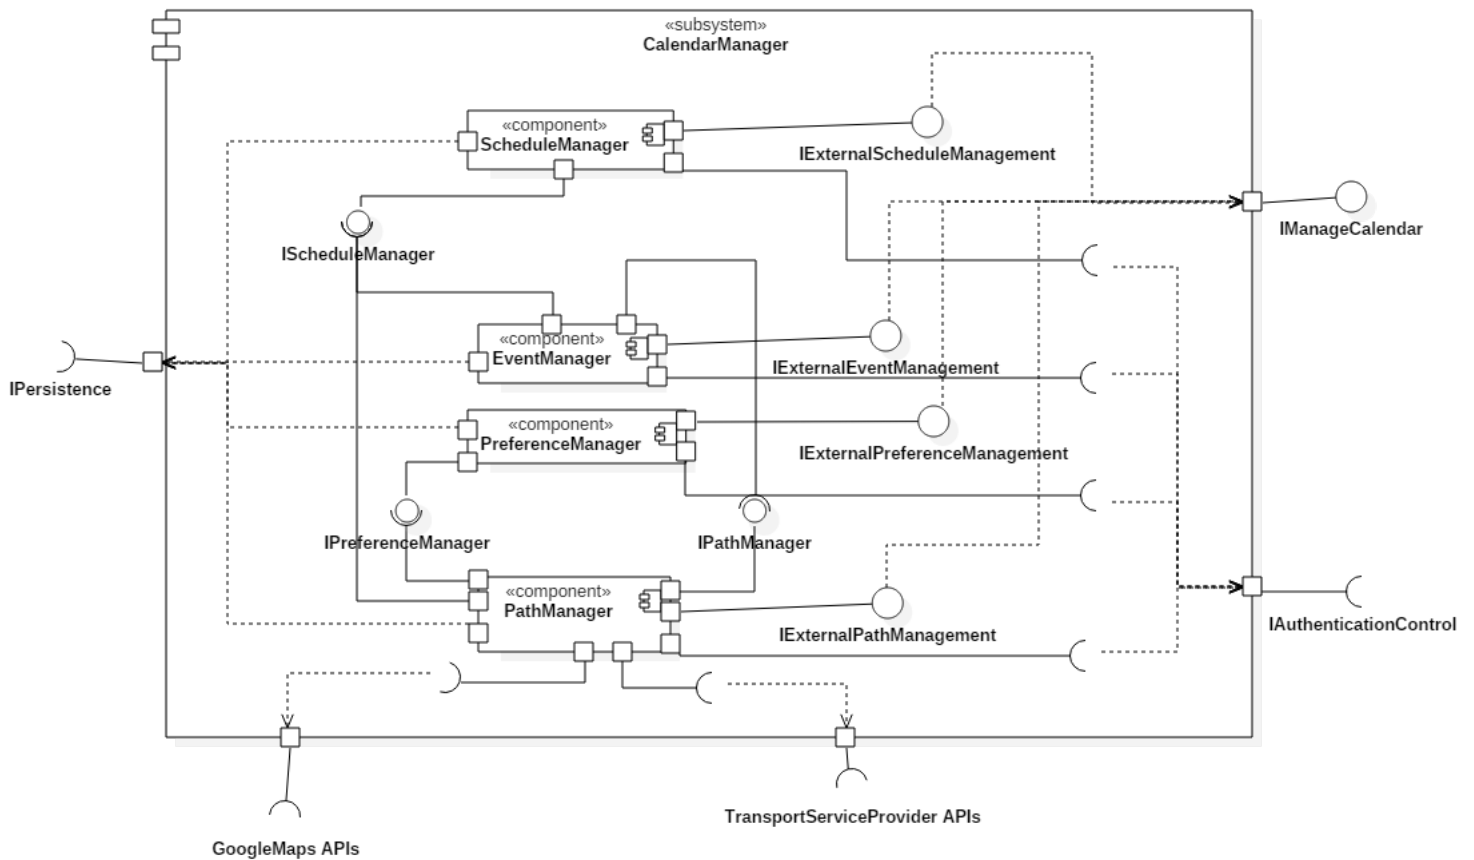 «subsystem»
CalendarManager
«component»
ScheduleManager
IExternalScheduleManagement
IManageCalendar
IScheduleManager
«component»
EventManager
IExternalEventManagement
IPersistence
«component»
PreferenceManager
IExternalPreferenceManagement
IPreferenceManager
IPathManager
«component»
PathManager
IExternalPathManagement
IAuthenticationControl
TransportServiceProvider APIs
GoogleMaps APIs